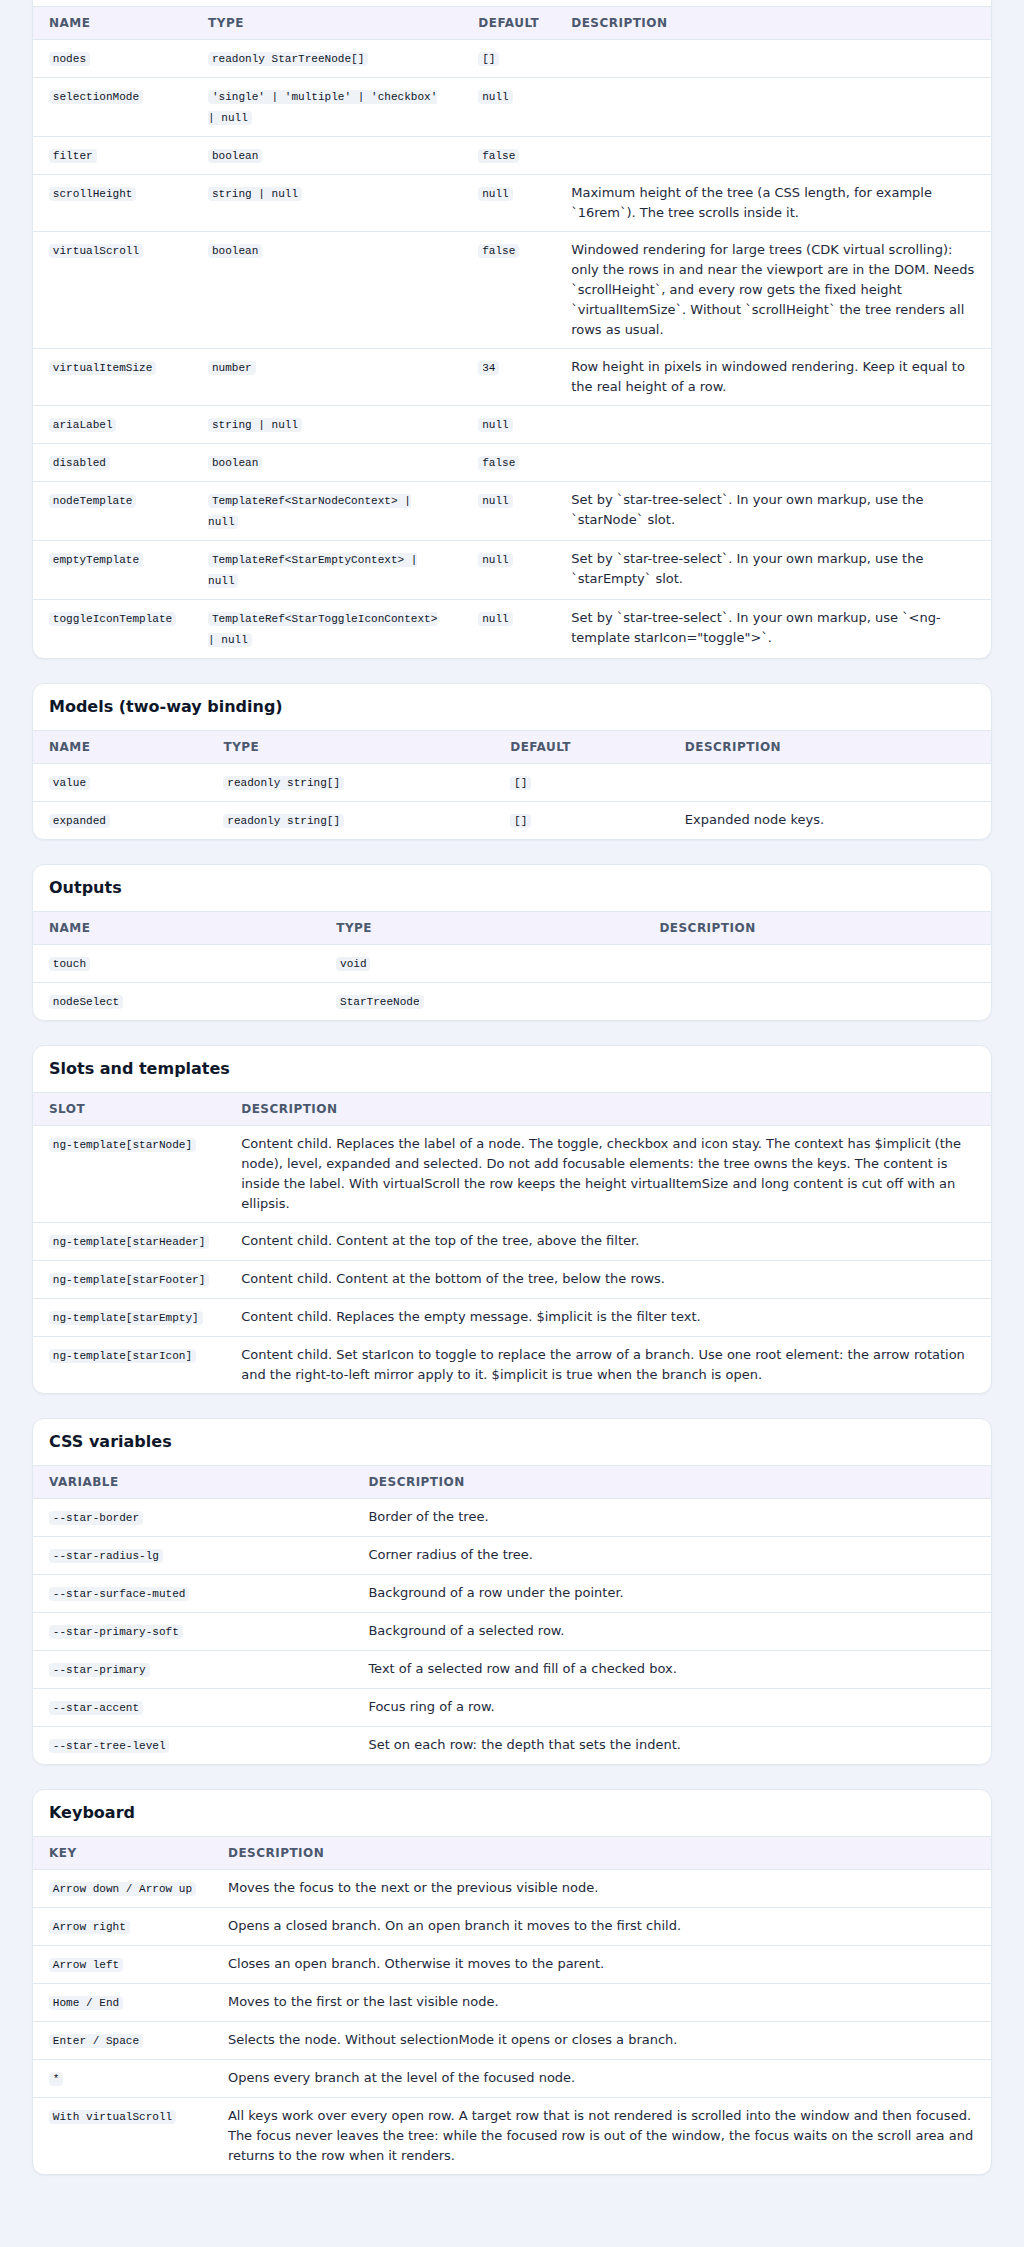 NAME TYPE DEFAULT DESCRIPTION
nodes readonly StarTreeNode[] []
selectionMode 'single' | 'multiple' | 'checkbox' null
| null
filter boolean false
scrollHeight string | null null Maximum height of the tree (a CSS length, for example
`16rem`). The tree scrolls inside it.
virtualScroll boolean false Windowed rendering for large trees (CDK virtual scrolling):
only the rows in and near the viewport are in the DOM. Needs
`scrollHeight`, and every row gets the fixed height
`virtualItemSize`. Without `scrollHeight` the tree renders all
rows as usual.
virtualItemSize number 34 Row height in pixels in windowed rendering. Keep it equal to
the real height of a row.
ariaLabel string | null null
disabled boolean false
nodeTemplate TemplateRef<StarNodeContext> | null Set by `star-tree-select`. In your own markup, use the
null `starNode` slot.
emptyTemplate TemplateRef<StarEmptyContext> | null Set by `star-tree-select`. In your own markup, use the
null `starEmpty` slot.
toggleIconTemplate TemplateRef<StarToggleIconContext> null Set by `star-tree-select`. In your own markup, use `<ng-
| null template starIcon="toggle">`.
Models (two-way binding)
NAME TYPE DEFAULT DESCRIPTION
value readonly string[] []
expanded readonly string[] [] Expanded node keys.
Outputs
NAME TYPE DESCRIPTION
touch void
nodeSelect StarTreeNode
Slots and templates
SLOT DESCRIPTION
ng-template[starNode] Content child. Replaces the label of a node. The toggle, checkbox and icon stay. The context has $implicit (the
node), level, expanded and selected. Do not add focusable elements: the tree owns the keys. The content is
inside the label. With virtualScroll the row keeps the height virtualItemSize and long content is cut off with an
ellipsis.
ng-template[starHeader] Content child. Content at the top of the tree, above the filter.
ng-template[starFooter] Content child. Content at the bottom of the tree, below the rows.
ng-template[starEmpty] Content child. Replaces the empty message. $implicit is the filter text.
ng-template[starIcon] Content child. Set starIcon to toggle to replace the arrow of a branch. Use one root element: the arrow rotation
and the right-to-left mirror apply to it. $implicit is true when the branch is open.
CSS variables
VARIABLE DESCRIPTION
--star-border Border of the tree.
--star-radius-lg Corner radius of the tree.
--star-surface-muted Background of a row under the pointer.
--star-primary-soft Background of a selected row.
--star-primary Text of a selected row and fill of a checked box.
--star-accent Focus ring of a row.
--star-tree-level Set on each row: the depth that sets the indent.
Keyboard
KEY DESCRIPTION
Arrow down / Arrow up Moves the focus to the next or the previous visible node.
Arrow right Opens a closed branch. On an open branch it moves to the first child.
Arrow left Closes an open branch. Otherwise it moves to the parent.
Home / End Moves to the first or the last visible node.
Enter / Space Selects the node. Without selectionMode it opens or closes a branch.
* Opens every branch at the level of the focused node.
With virtualScroll All keys work over every open row. A target row that is not rendered is scrolled into the window and then focused.
The focus never leaves the tree: while the focused row is out of the window, the focus waits on the scroll area and
returns to the row when it renders.